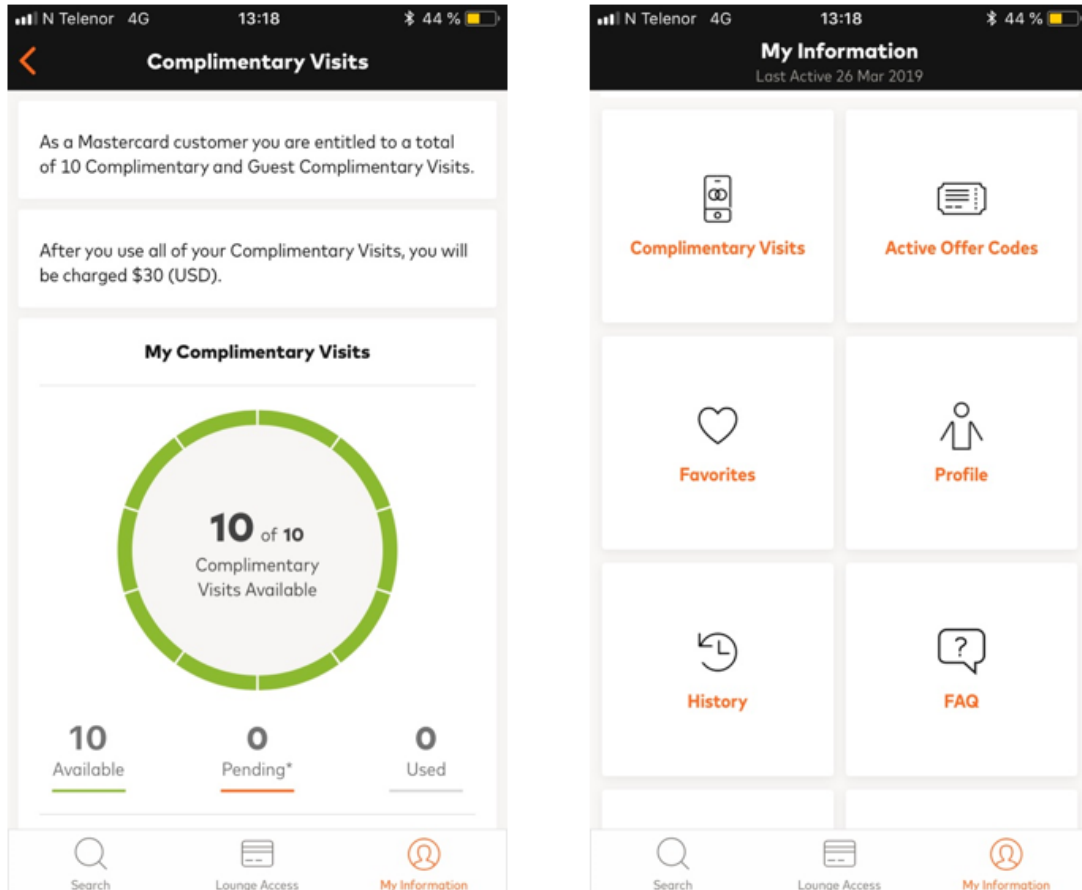 N Telenor 4G 13:18 44 %
Complimentary Visits
As a Mastercard customer you are entitled to a total
of 10 Complimentary and Guest Complimentary Visits.
After you use all of your Complimentary Visits, you will
be charged $30 (USD).
My Complimentary Visits
10 of 10
Complimentary
Visits Available
10
Available
0
Pending*
0
Used
Search
Lounge Access
My Information
N Telenor 4G 13:18 44 %
My Information
Last Active 26 Mar 2019
Complimentary Visits
Active Offer Codes
Favorites
Profile
History
?
FAQ
Search
Lounge Access
My Information